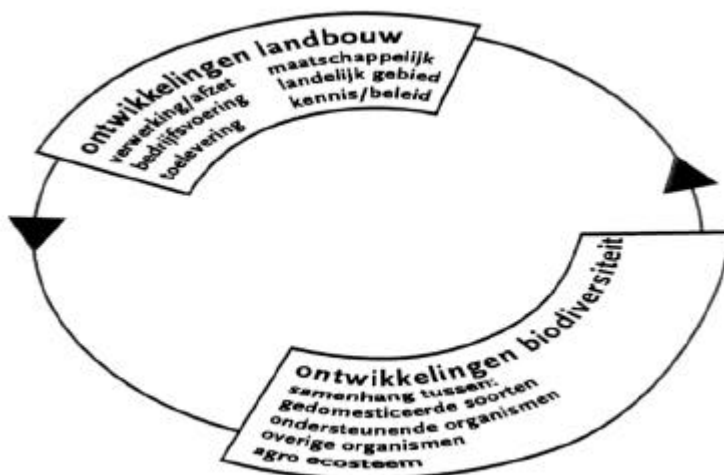 ontwikkelingen landbouw
verwerking/afzet
bedrijfsvoering
toelevering
maatschappelijk
landelijk gebied
kennis/beleid
ontwikkelingen biodiversiteit
samenhang tussen:
gedomesticeerde soorten
ondersteunende organismen
overige organismen
agro ecosteem